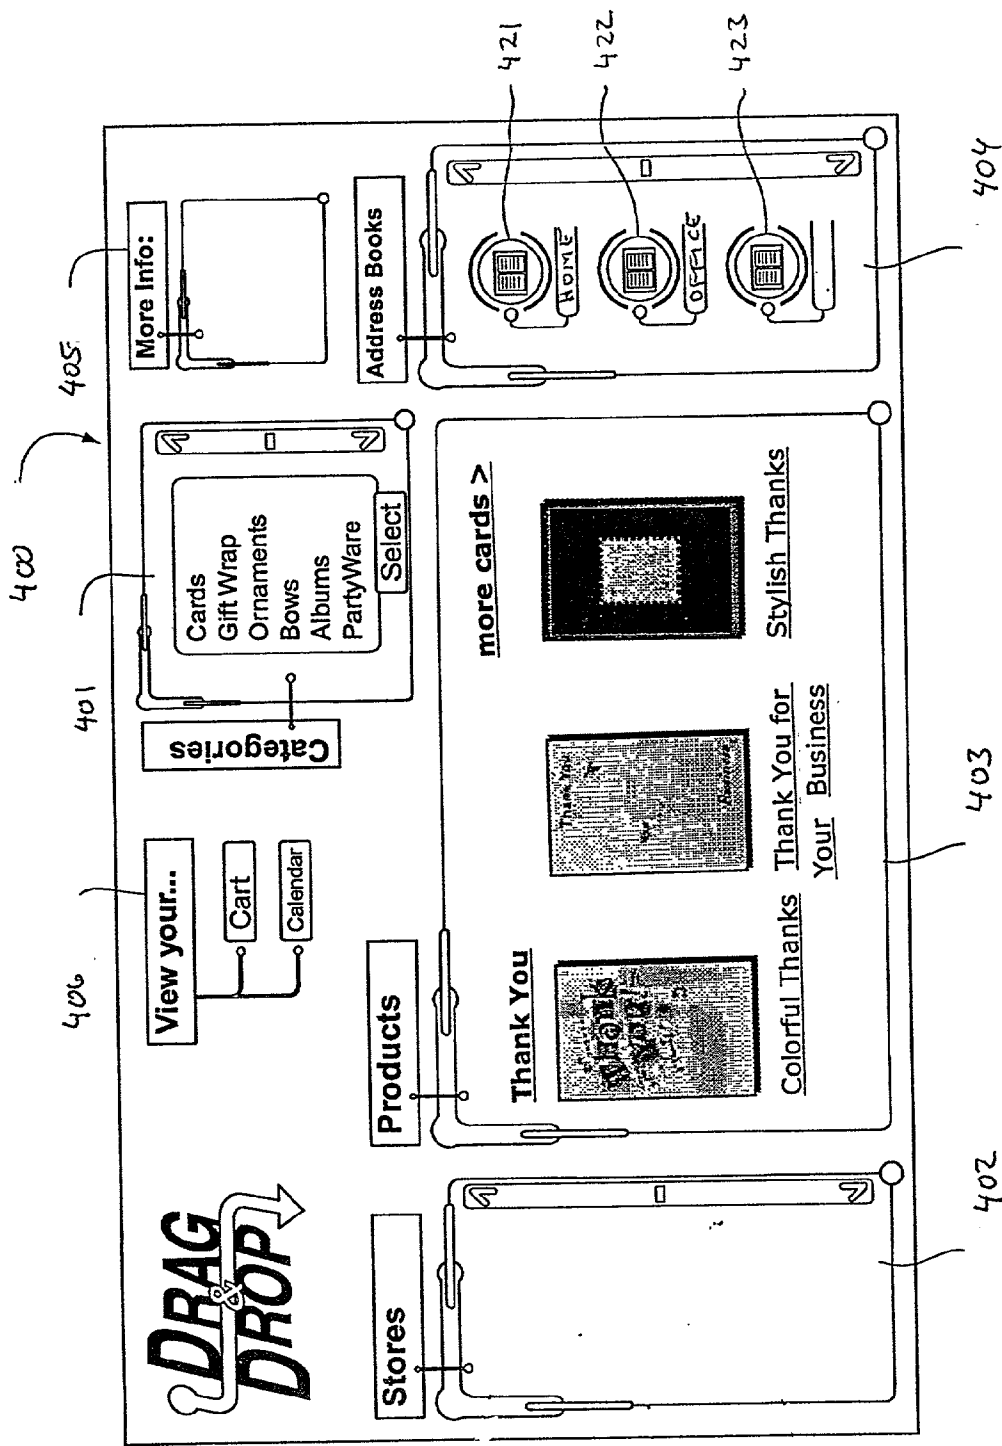 400
DRAG
&
DROP
406
View your...
Cart
Calendar
401
Categories
Cards
Gift Wrap
Ornaments
Bows
Albums
PartyWare
Select
405
More Info:
Stores
402
Products
Thank You
more cards >
Thank You
Colorful Thanks
Thank You for
Your Business
Stylish Thanks
403
Address Books
HOME
OFFICE
421
422
423
404